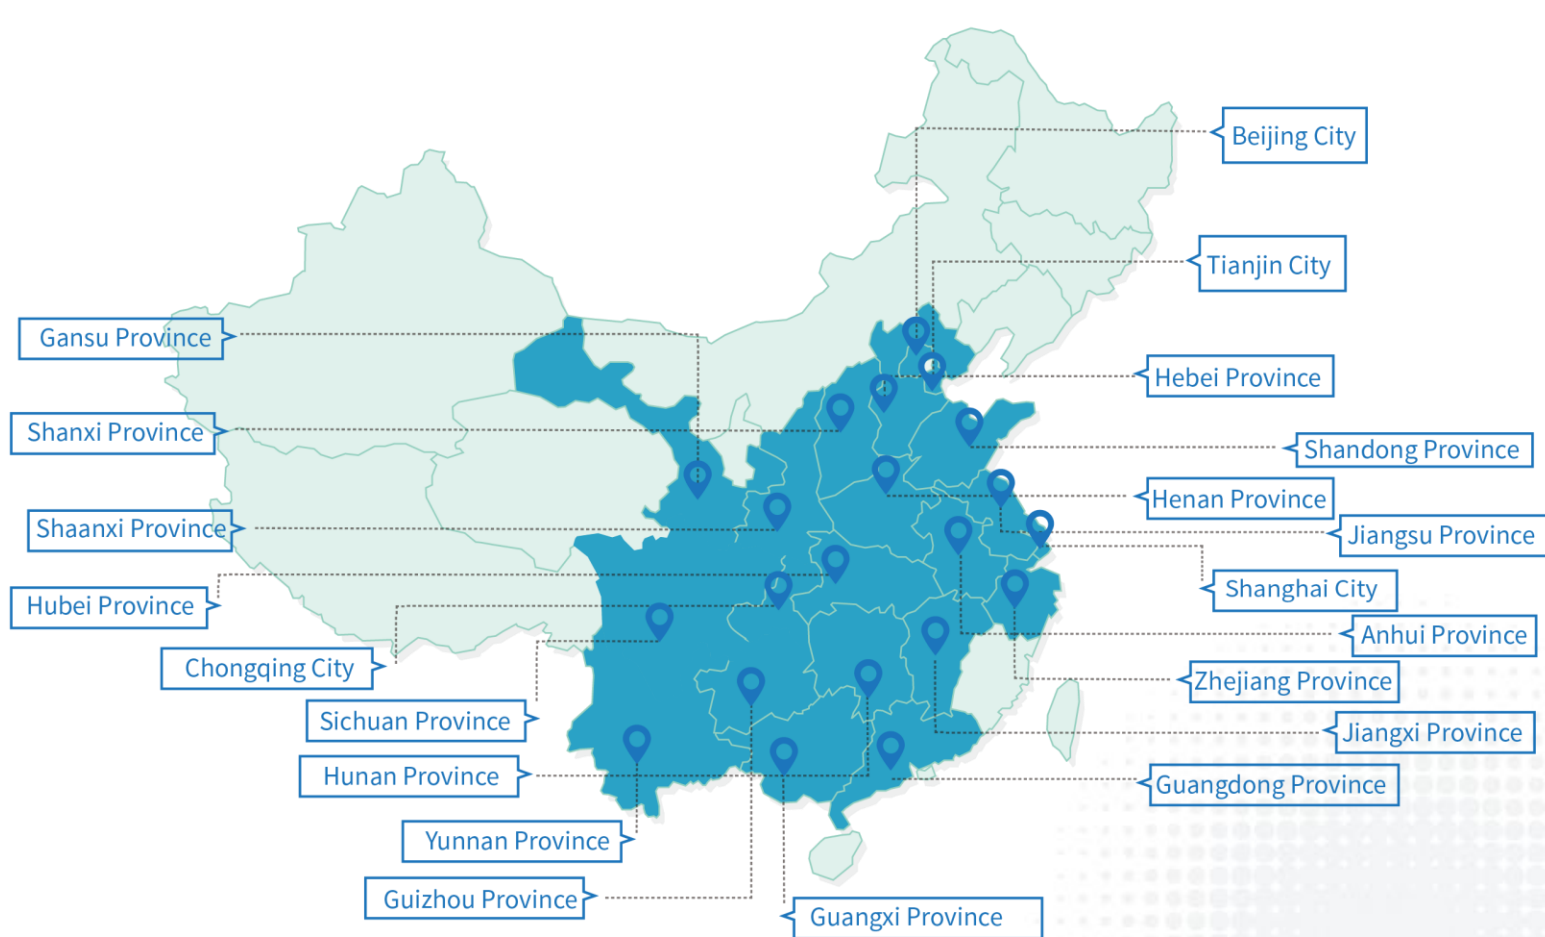 Beijing City
Tianjin City
Gansu Province
Hebei Province
Shanxi Province
Shandong Province
Henan Province
Shaanxi Province
Jiangsu Province
Shanghai City
Hubei Province
Anhui Province
Chongqing City
Zhejiang Province
Sichuan Province
Jiangxi Province
Hunan Province
Guangdong Province
Yunnan Province
Guizhou Province
Guangxi Province